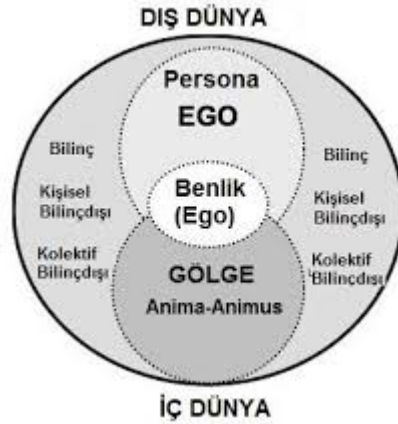 DIŞ DÜNYA
Persona
EGO
Bilinç
Bilinç
Benlik
(Ego)
Kişisel
Bilinçdışı
Kişisel
Bilinçdışı
Kolektif
Bilinçdışı
GÖLGE
Anima-Animus
Kolektif
Bilinçdışı
İÇ DÜNYA